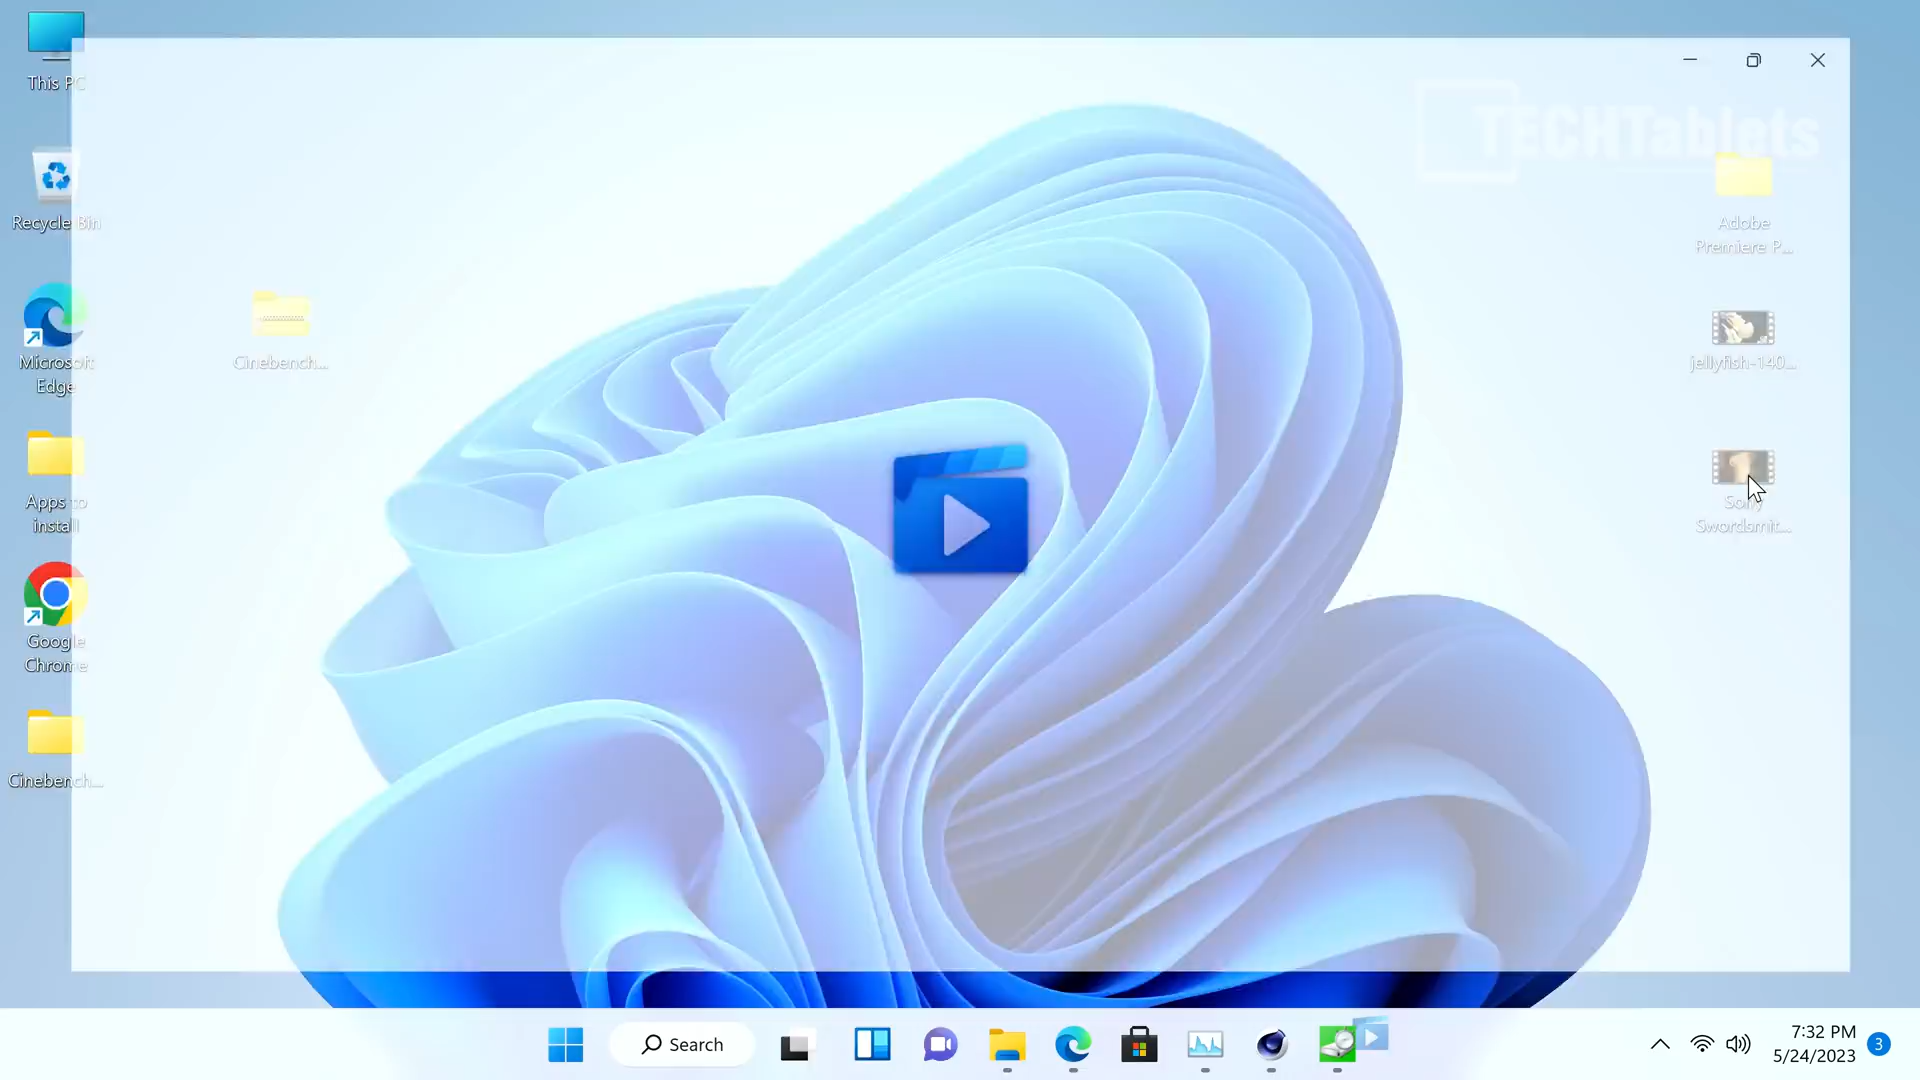 This PC
TECHTablets
Recycle Bin
Adobe
Premiere P...
Microsoft
Edge
Cinebench...
jellyfish-140...
Apps to
install
Sony
Swordsmit...
Google
Chrome
Cinebench...
Search
7:32 PM
5/24/2023
3